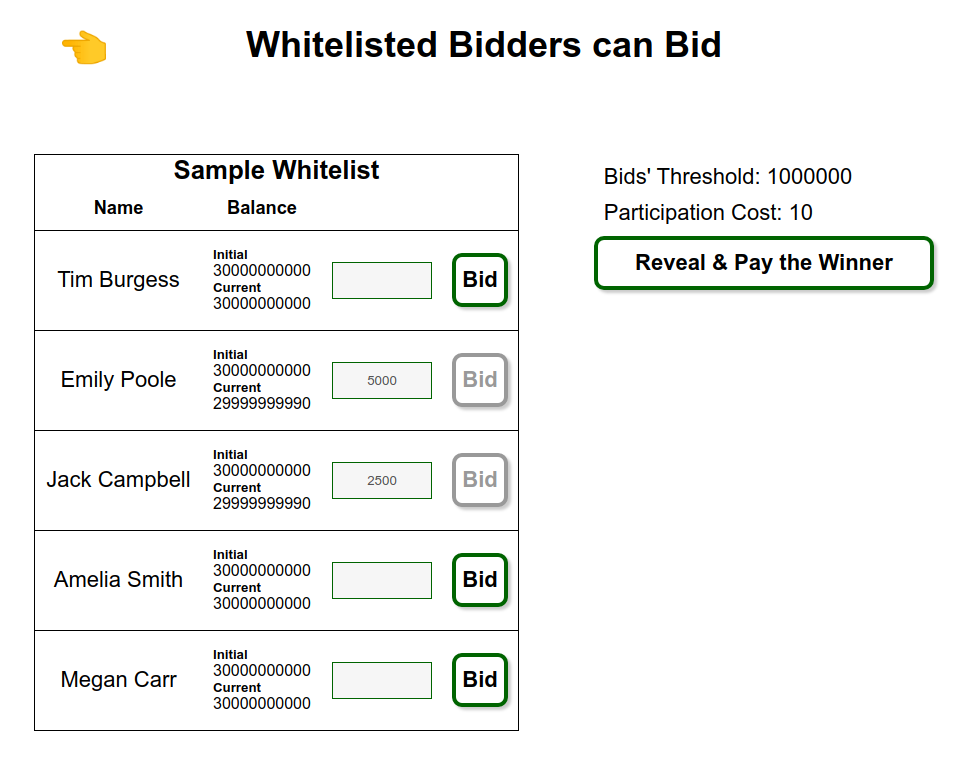 Whitelisted Bidders can Bid
Sample Whitelist
Name Balance
Tim Burgess
Initial
30000000000
Current
30000000000
Bid
Emily Poole
Initial
30000000000
Current
29999999990
5000
Bid
Jack Campbell
Initial
30000000000
Current
29999999990
2500
Bid
Amelia Smith
Initial
30000000000
Current
30000000000
Bid
Megan Carr
Initial
30000000000
Current
30000000000
Bid
Bids' Threshold: 1000000
Participation Cost: 10
Reveal & Pay the Winner